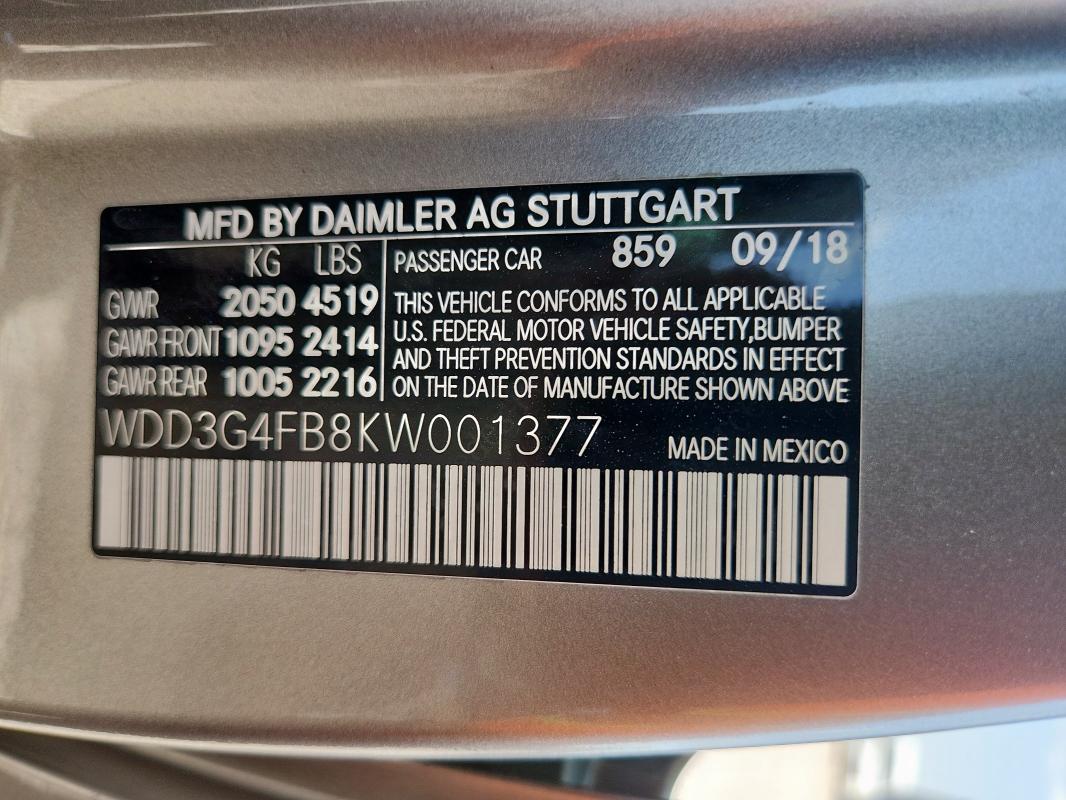 MFD BY DAIMLER AG STUTTGART
KG LBS
GVWR 2050 4519
GAWR FRONT 1095 2414
GAWR REAR 1005 2216
PASSENGER CAR 859 09/18
THIS VEHICLE CONFORMS TO ALL APPLICABLE
U.S. FEDERAL MOTOR VEHICLE SAFETY, BUMPER
AND THEFT PREVENTION STANDARDS IN EFFECT
ON THE DATE OF MANUFACTURE SHOWN ABOVE
WDD3G4FB8KW001377
MADE IN MEXICO